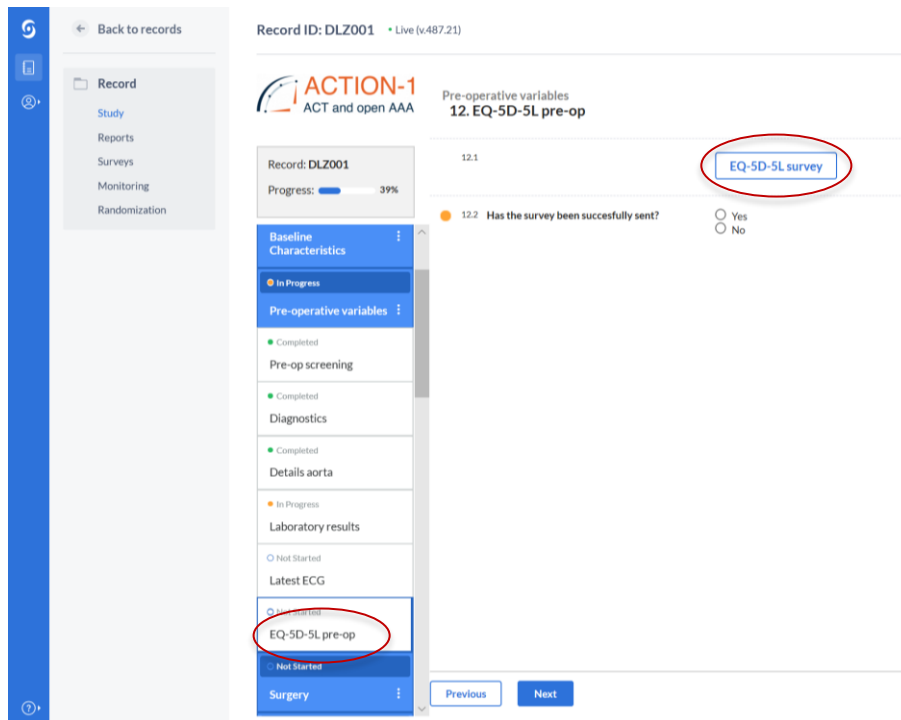 Back to records
Record
Study
Reports
Surveys
Monitoring
Randomization
Record ID: DLZ001 • Live (v.487.21)
ACTION-1
ACT and open AAA
Record: DLZ001
Progress: 39%
Baseline
Characteristics
In Progress
Pre-operative variables
Completed
Pre-op screening
Completed
Diagnostics
Completed
Details aorta
In Progress
Laboratory results
Not Started
Latest ECG
Not Started
EQ-5D-5L pre-op
Not Started
Surgery
Pre-operative variables
12. EQ-5D-5L pre-op
12.1 EQ-5D-5L survey
12.2 Has the survey been succesfully sent? Yes
No
Previous Next